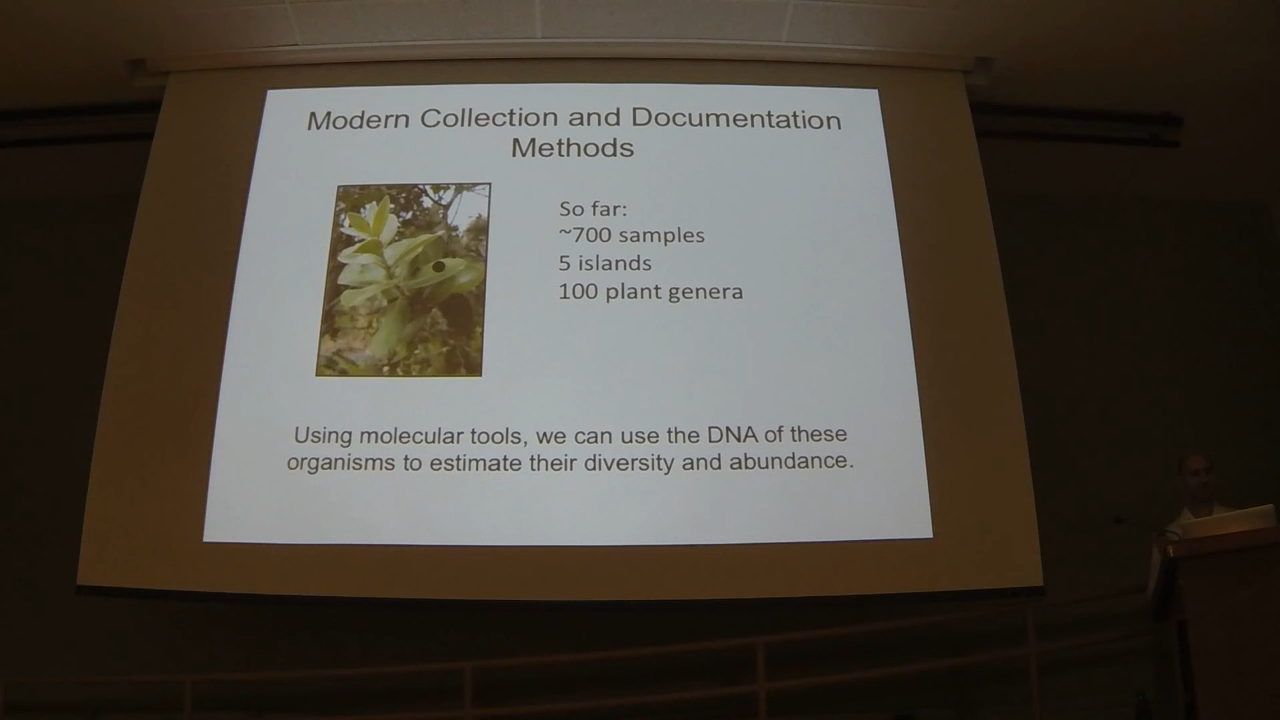 Modern Collection and Documentation
Methods
So far:
~700 samples
5 islands
100 plant genera
Using molecular tools, we can use the DNA of these
organisms to estimate their diversity and abundance.